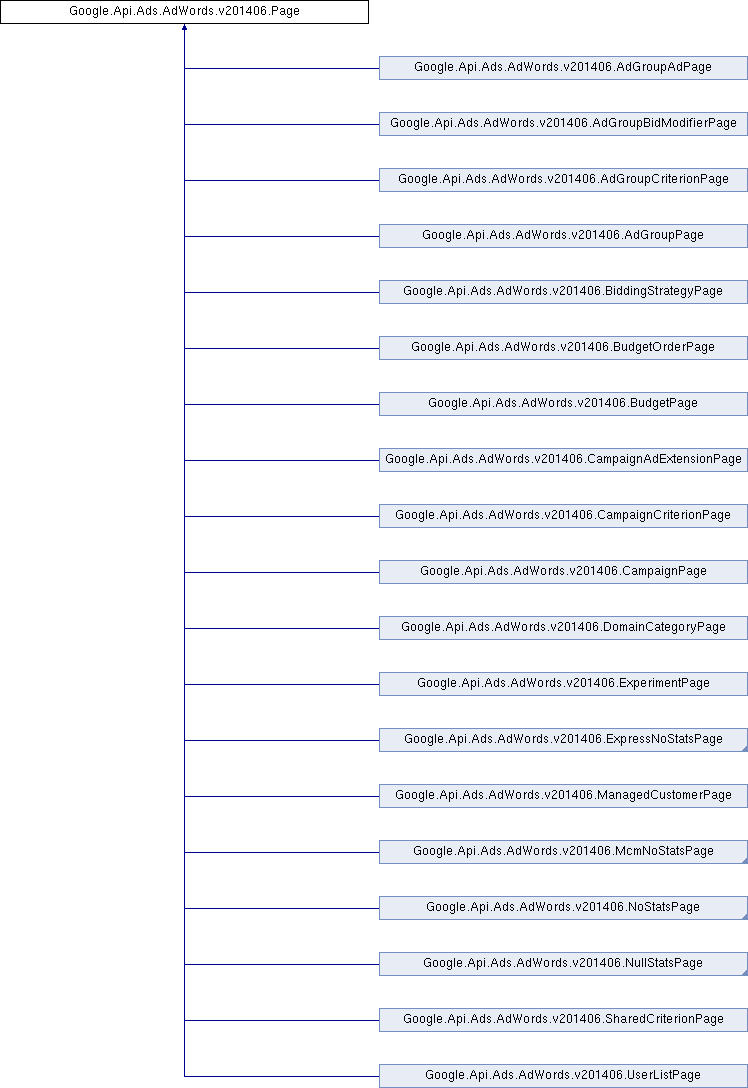 Google.Api.Ads.AdWords.v201406.Page
Google.Api.Ads.AdWords.v201406.AdGroupAdPage
Google.Api.Ads.AdWords.v201406.AdGroupBidModifierPage
Google.Api.Ads.AdWords.v201406.AdGroupCriterionPage
Google.Api.Ads.AdWords.v201406.AdGroupPage
Google.Api.Ads.AdWords.v201406.BiddingStrategyPage
Google.Api.Ads.AdWords.v201406.BudgetOrderPage
Google.Api.Ads.AdWords.v201406.BudgetPage
Google.Api.Ads.AdWords.v201406.CampaignAdExtensionPage
Google.Api.Ads.AdWords.v201406.CampaignCriterionPage
Google.Api.Ads.AdWords.v201406.CampaignPage
Google.Api.Ads.AdWords.v201406.DomainCategoryPage
Google.Api.Ads.AdWords.v201406.ExperimentPage
Google.Api.Ads.AdWords.v201406.ExpressNoStatsPage
Google.Api.Ads.AdWords.v201406.ManagedCustomerPage
Google.Api.Ads.AdWords.v201406.McmNoStatsPage
Google.Api.Ads.AdWords.v201406.NoStatsPage
Google.Api.Ads.AdWords.v201406.NullStatsPage
Google.Api.Ads.AdWords.v201406.SharedCriterionPage
Google.Api.Ads.AdWords.v201406.UserListPage